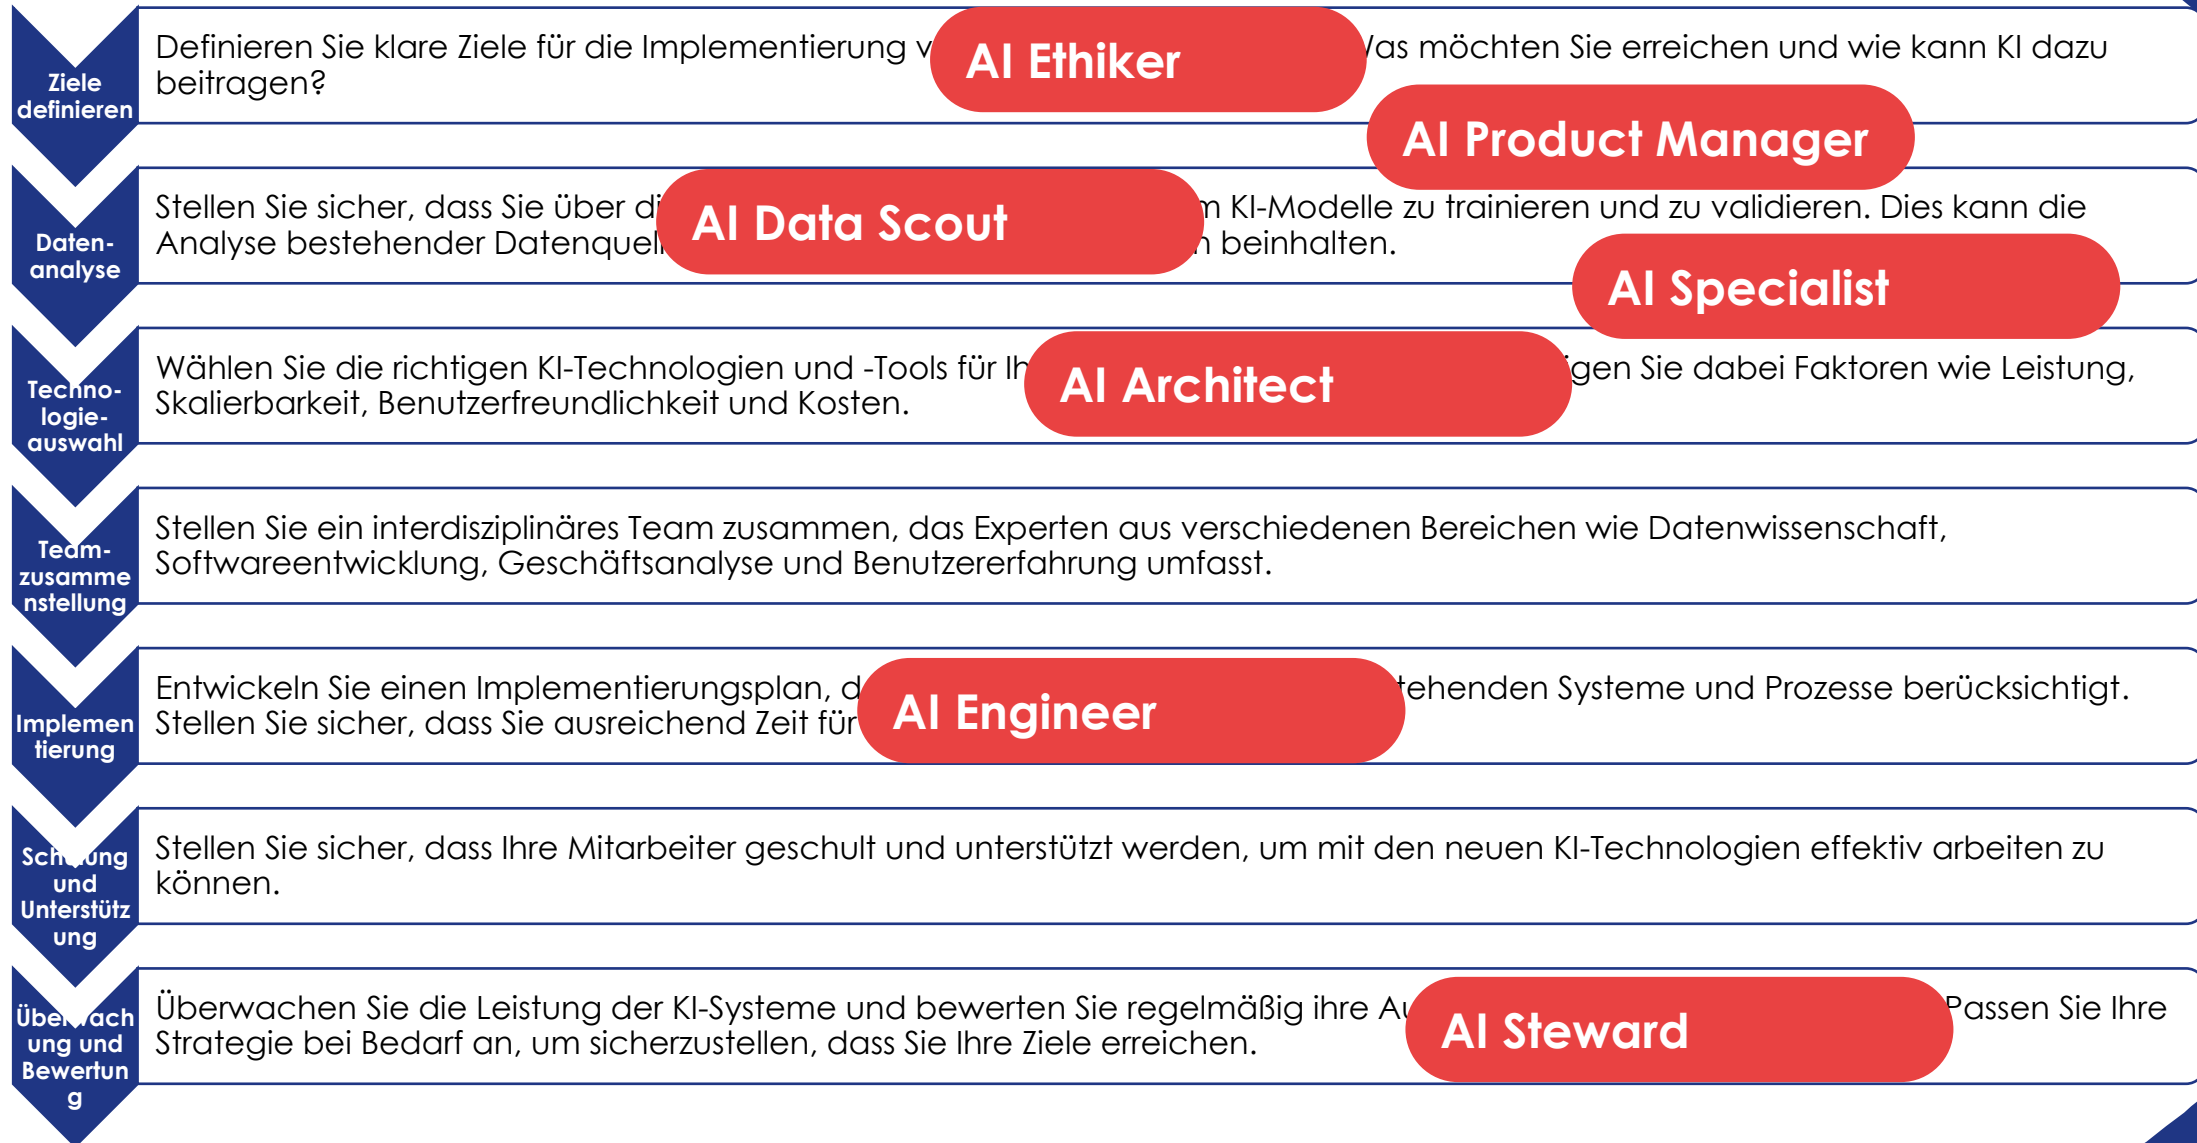 Ziele
definieren
Definieren Sie klare Ziele für die Implementierung
AI Ethiker
möchten Sie erreichen und wie kann KI dazu
beitragen?
AI Product Manager
Daten-
analyse
Stellen Sie sicher, dass Sie über
AI Data Scout
KI-Modelle zu trainieren und zu validieren. Dies kann die
Analyse bestehender
beinhalten.
AI Specialist
Techno-
logie-
auswahl
Wählen Sie die richtigen KI-Technologien und -Tools für
AI Architect
Sie dabei Faktoren wie Leistung,
Skalierbarkeit, Benutzerfreundlichkeit und Kosten.
Team-
zusamme
nstellung
Stellen Sie ein interdisziplinäres Team zusammen, das Experten aus verschiedenen Bereichen wie Datenwissenschaft,
Softwareentwicklung, Geschäftsanalyse und Benutzererfahrung umfasst.
Implemen
tierung
Entwickeln Sie einen Implementierungsplan,
AI Engineer
Systeme und Prozesse berücksichtigt.
Stellen Sie sicher, dass Sie ausreichend Zeit für
Schulung
und
Unterstütz
ung
Stellen Sie sicher, dass Ihre Mitarbeiter geschult und unterstützt werden, um mit den neuen KI-Technologien effektiv arbeiten zu
können.
Überwach
ung und
Bewertun
g
Überwachen Sie die Leistung der KI-Systeme und bewerten Sie regelmäßig ihre
AI Steward
Passen Sie Ihre
Strategie bei Bedarf an, um sicherzustellen, dass Sie Ihre Ziele erreichen.